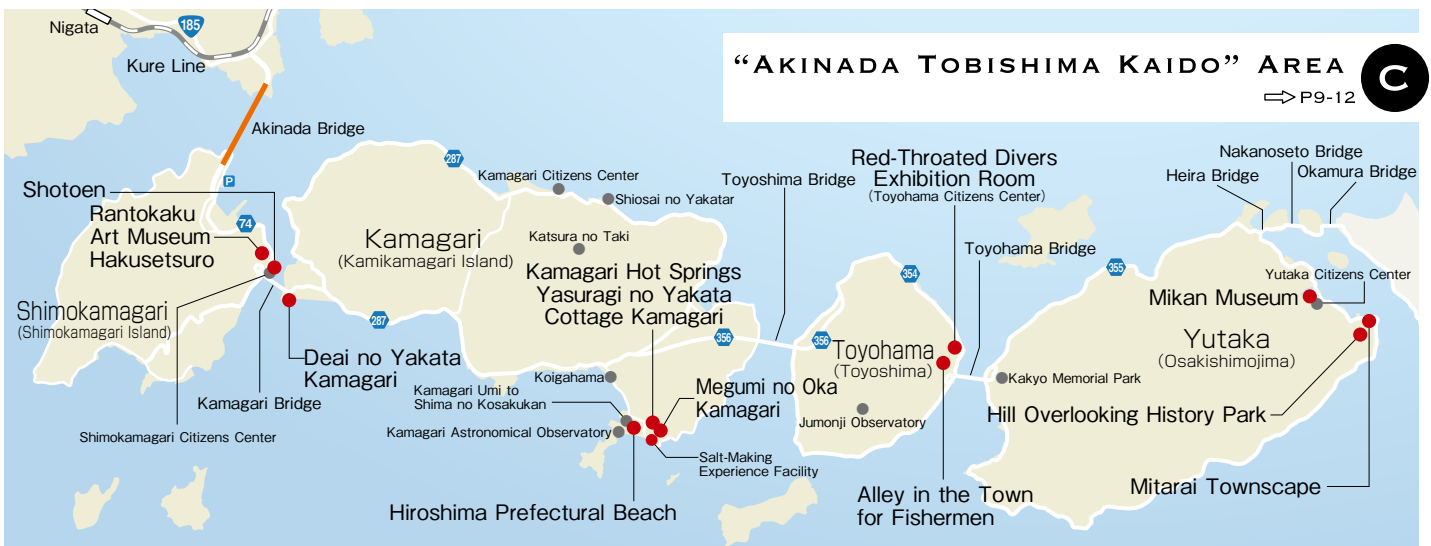 Nigata
185
Kure Line
"AKINADA TOBISHIMA KAIDO" AREA
C
⇨P9-12
Akinada Bridge
P
Shotoen
Rantokaku
Art Museum
Hakusetsuro
74
Shimokamagari
(Shimokamagari Island)
287
Kamagari Citizens Center
Shiosai no Yakatar
Kamagari
(Kamikamagari Island)
Katsura no Taki
Kamagari Hot Springs
Yasuragi no Yakata
Cottage Kamagari
287
Deai no Yakata
Kamagari
Kamagari Bridge
Shimokamagari Citizens Center
Koigahama
Kamagari Umi to
Shima no Kosakukan
Kamagari Astronomical Observatory
Megumi no Oka
Kamagari
Salt-Making
Experience Facility
Hiroshima Prefectural Beach
356
Toyoshima Bridge
356
Red-Throated Divers
Exhibition Room
(Toyohama Citizens Center)
354
Toyohama
(Toyoshima)
Jumonji Observatory
Alley in the Town
for Fishermen
Toyohama Bridge
Kakyo Memorial Park
355
Nakanoseto Bridge
Heira Bridge
Okamura Bridge
Yutaka Citizens Center
Mikan Museum
Yutaka
(Osakishimojima)
Hill Overlooking History Park
Mitarai Townscape